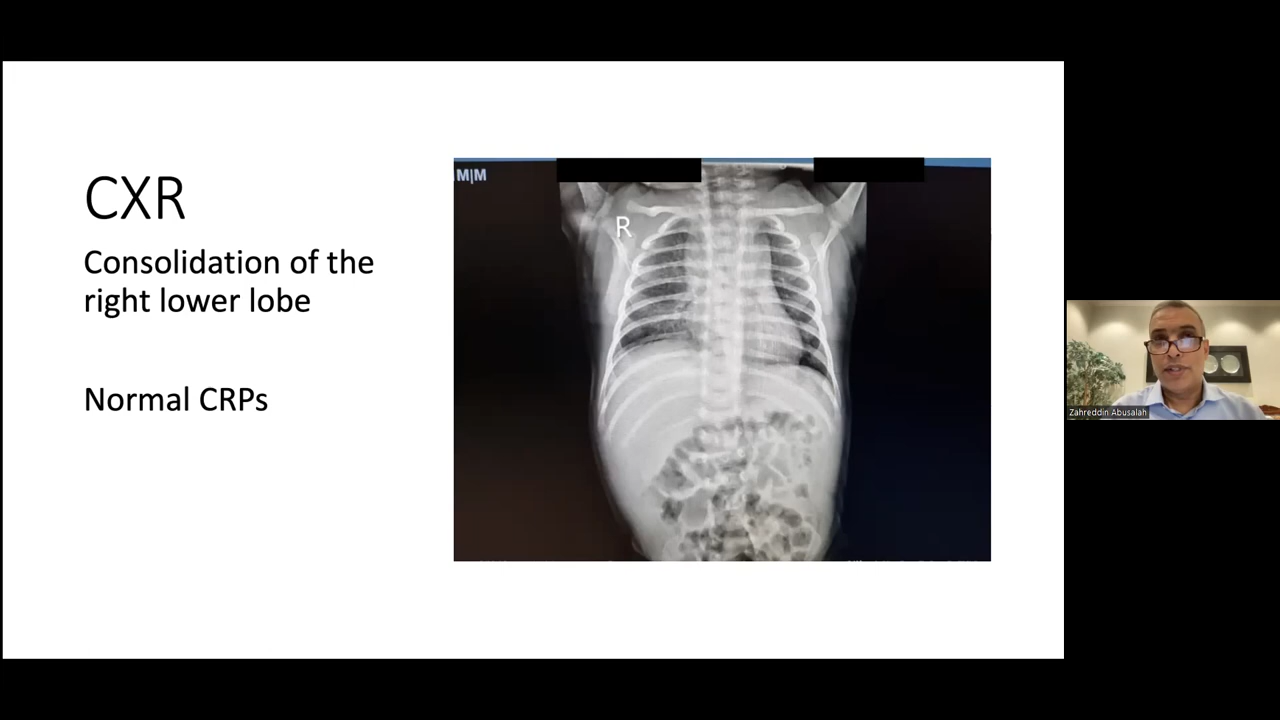 CXR
Consolidation of the
right lower lobe
Normal CRPs
M|M
R
Zahreddin Abusalah